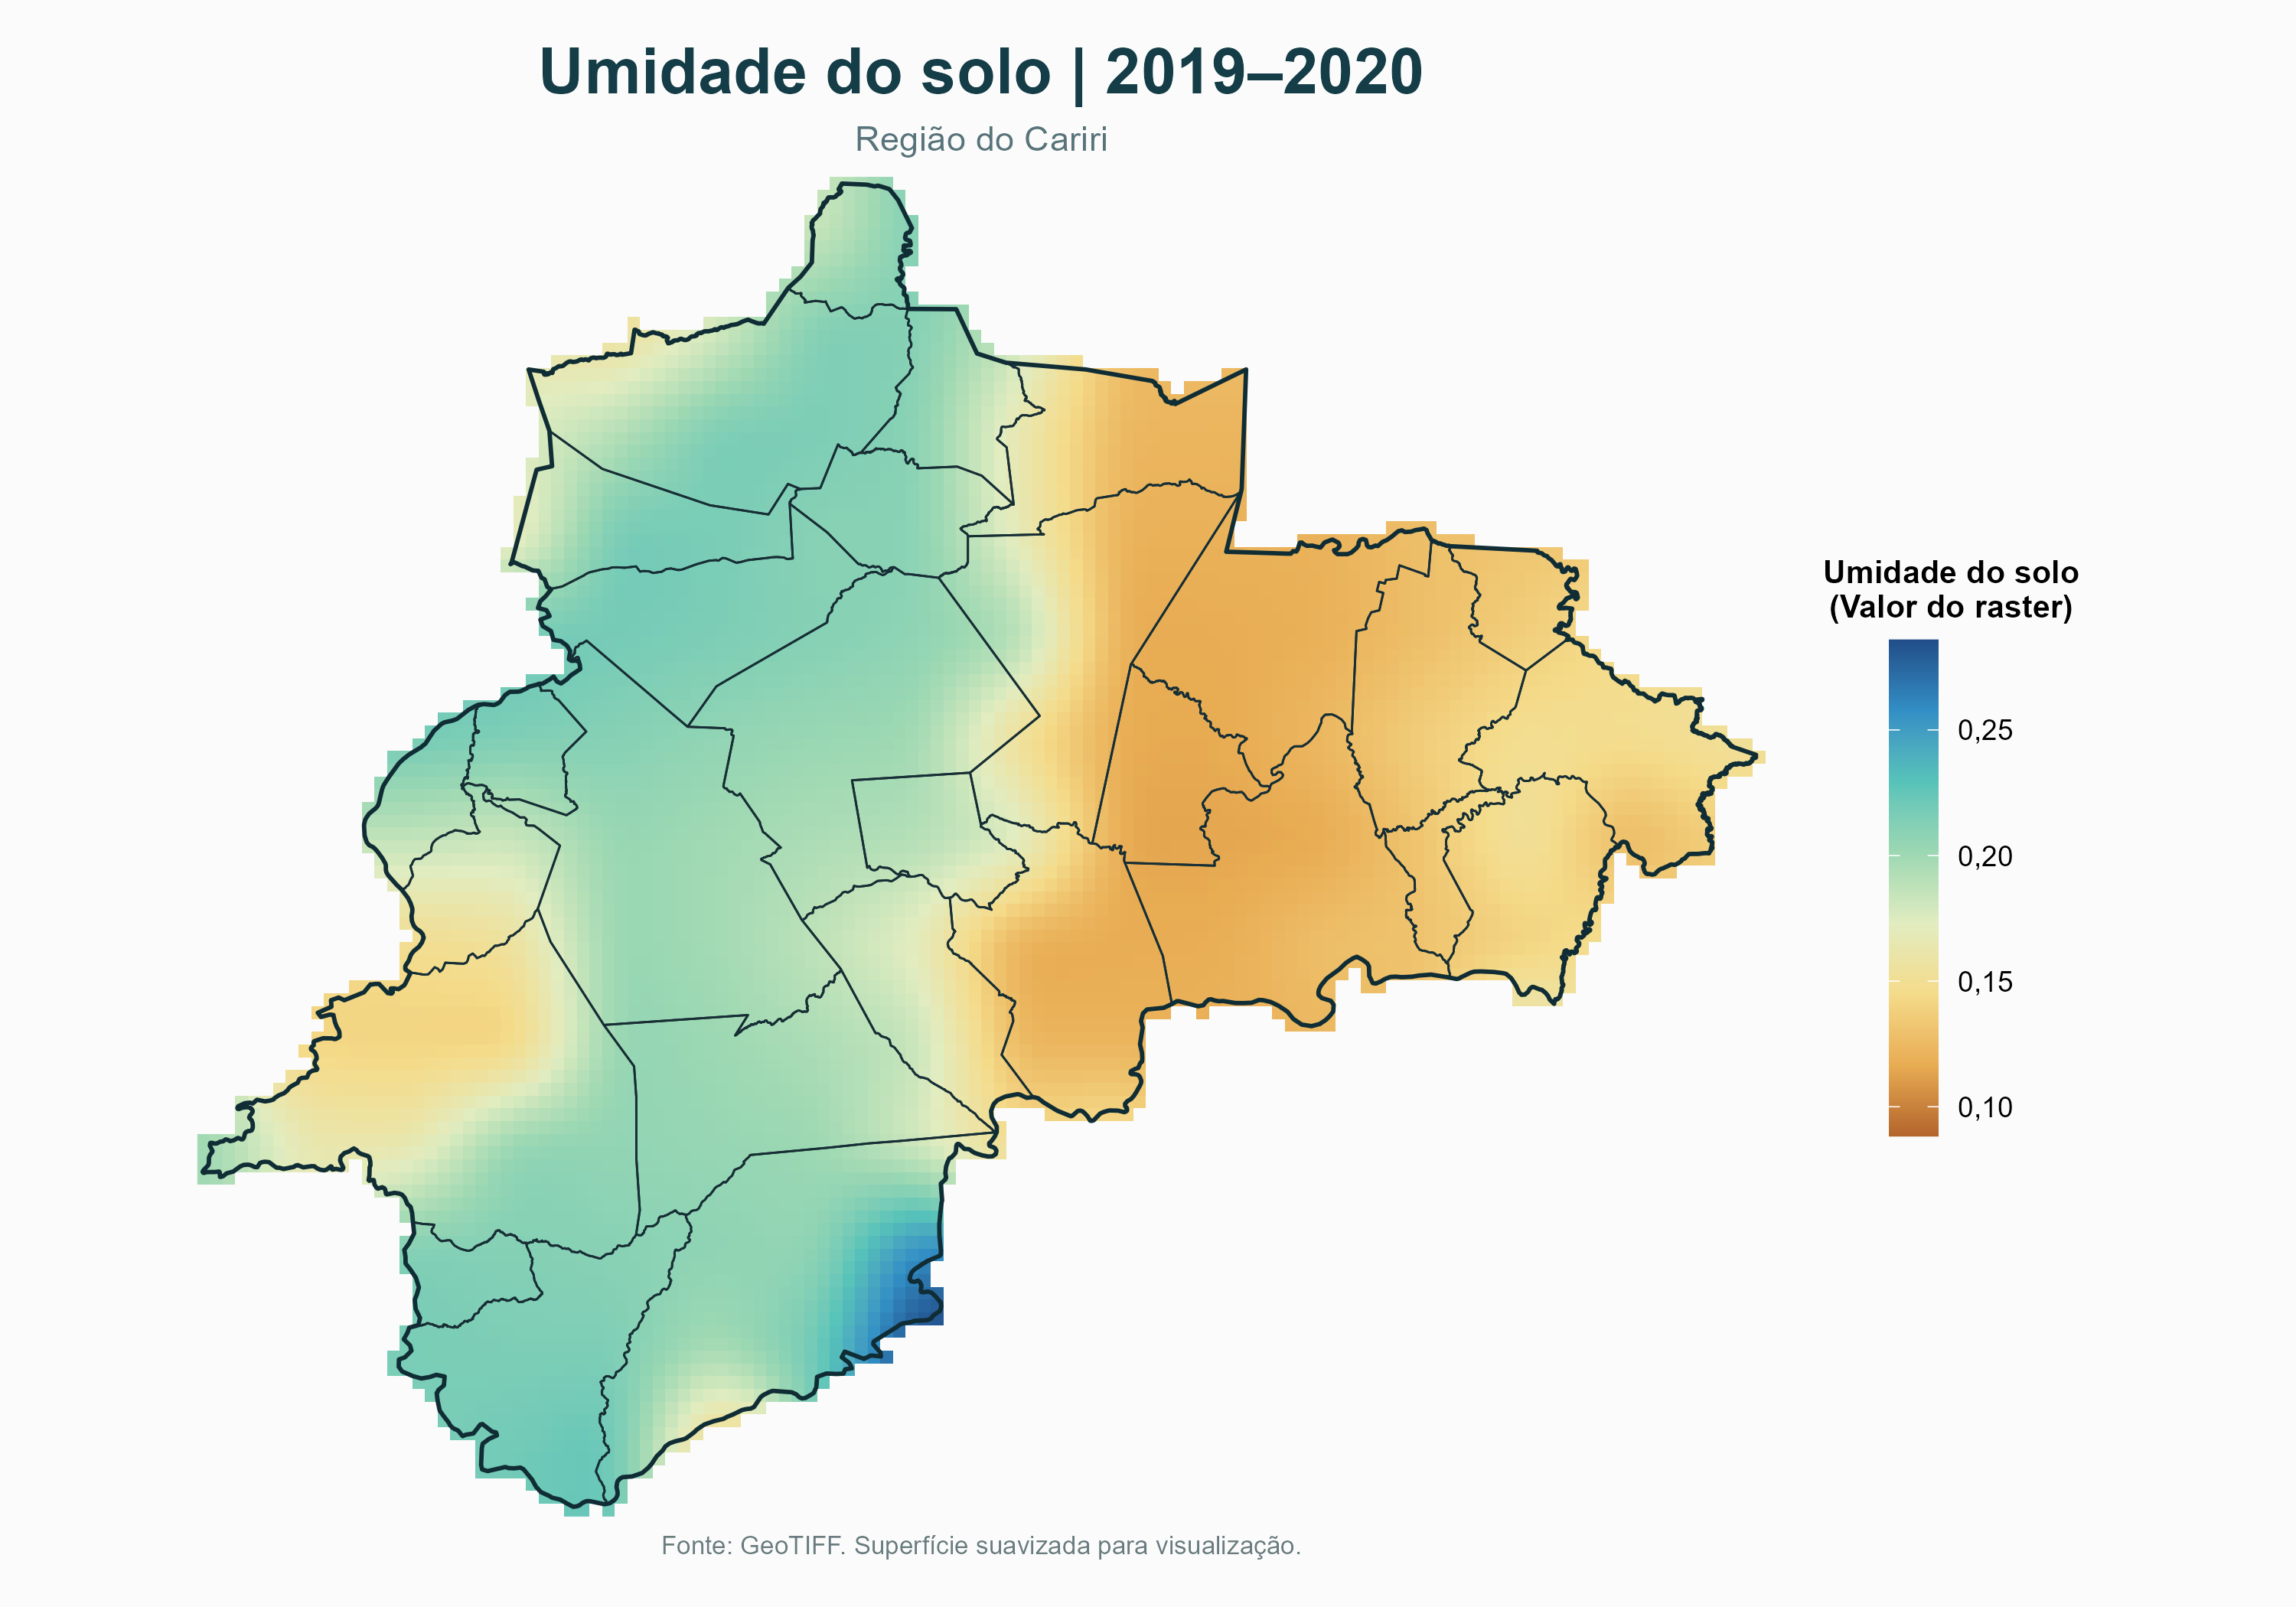 Umidade do solo | 2019–2020
Região do Cariri
Umidade do solo
(Valor do raster)
0,25
0,20
0,15
0,10
Fonte: GeoTIFF. Superfície suavizada para visualização.